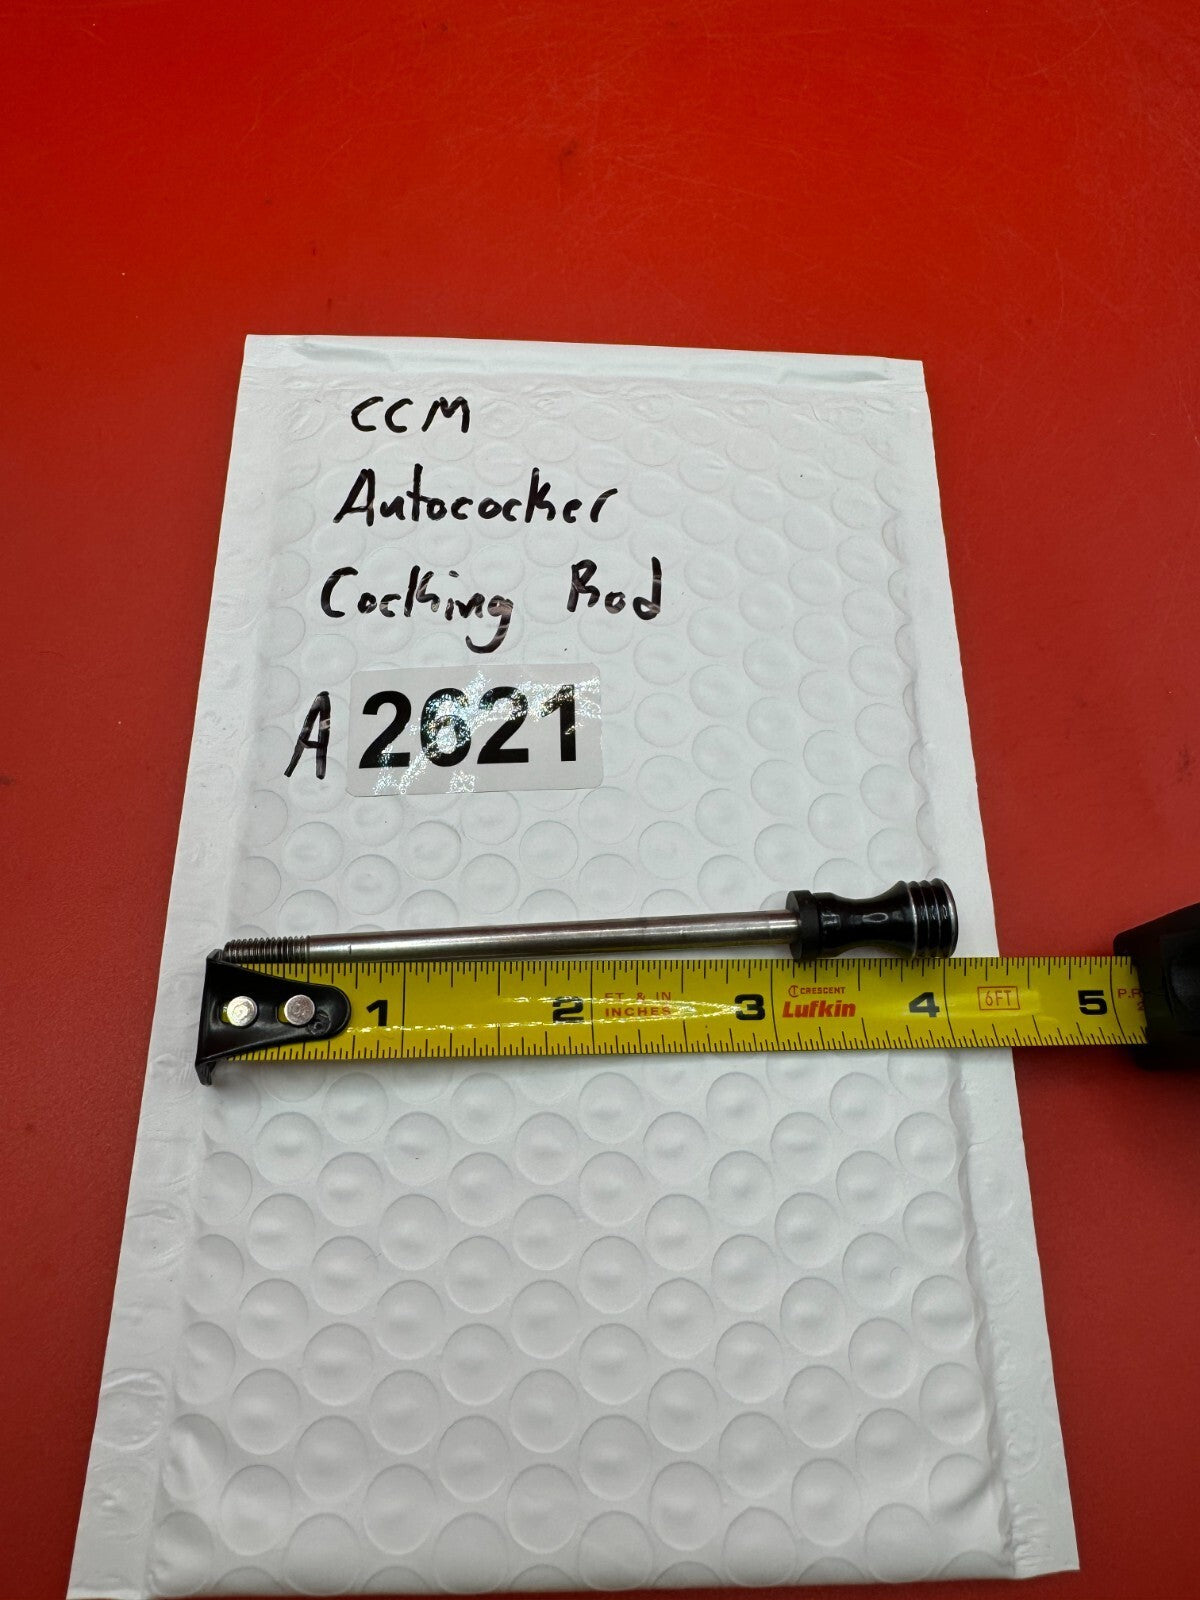 CCM
Autococker
Cocking Rod
A 2621
1 2 FT & IN INCHES 3 CRESCENT Lufkin 4 6FT 5 P.R.